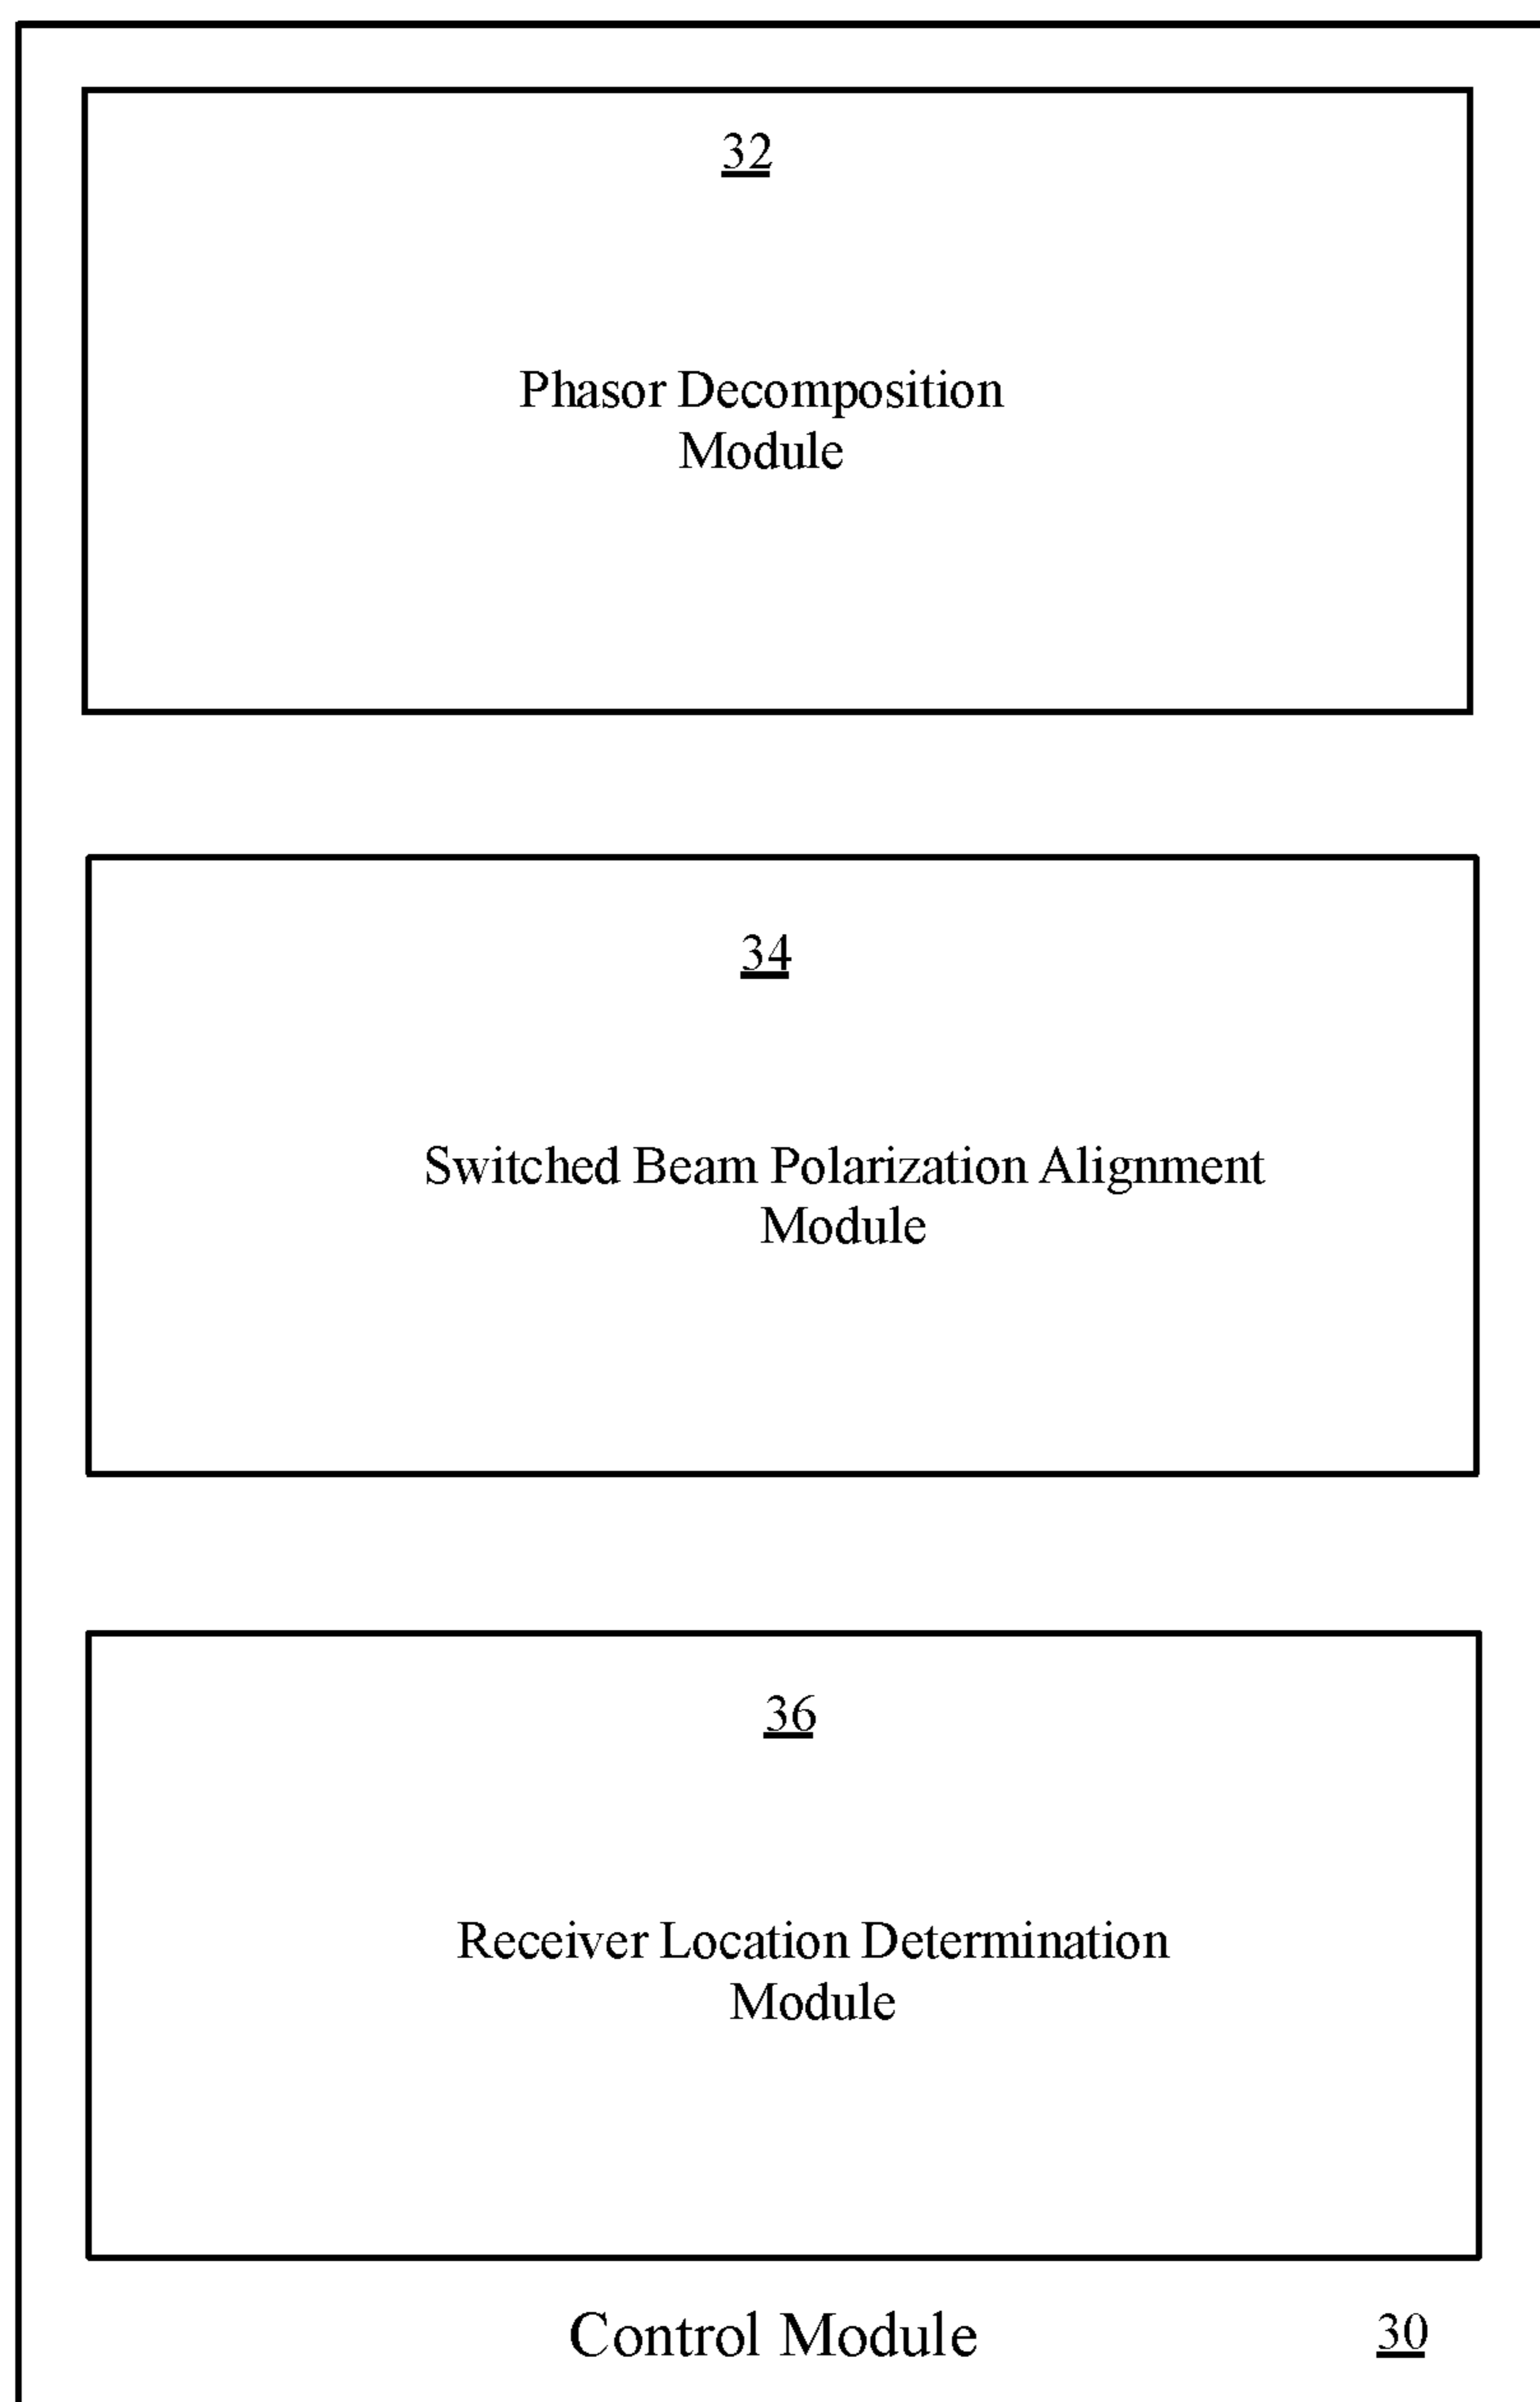 32
Phasor Decomposition
Module
34
Switched Beam Polarization Alignment
Module
36
Receiver Location Determination
Module
Control Module 30